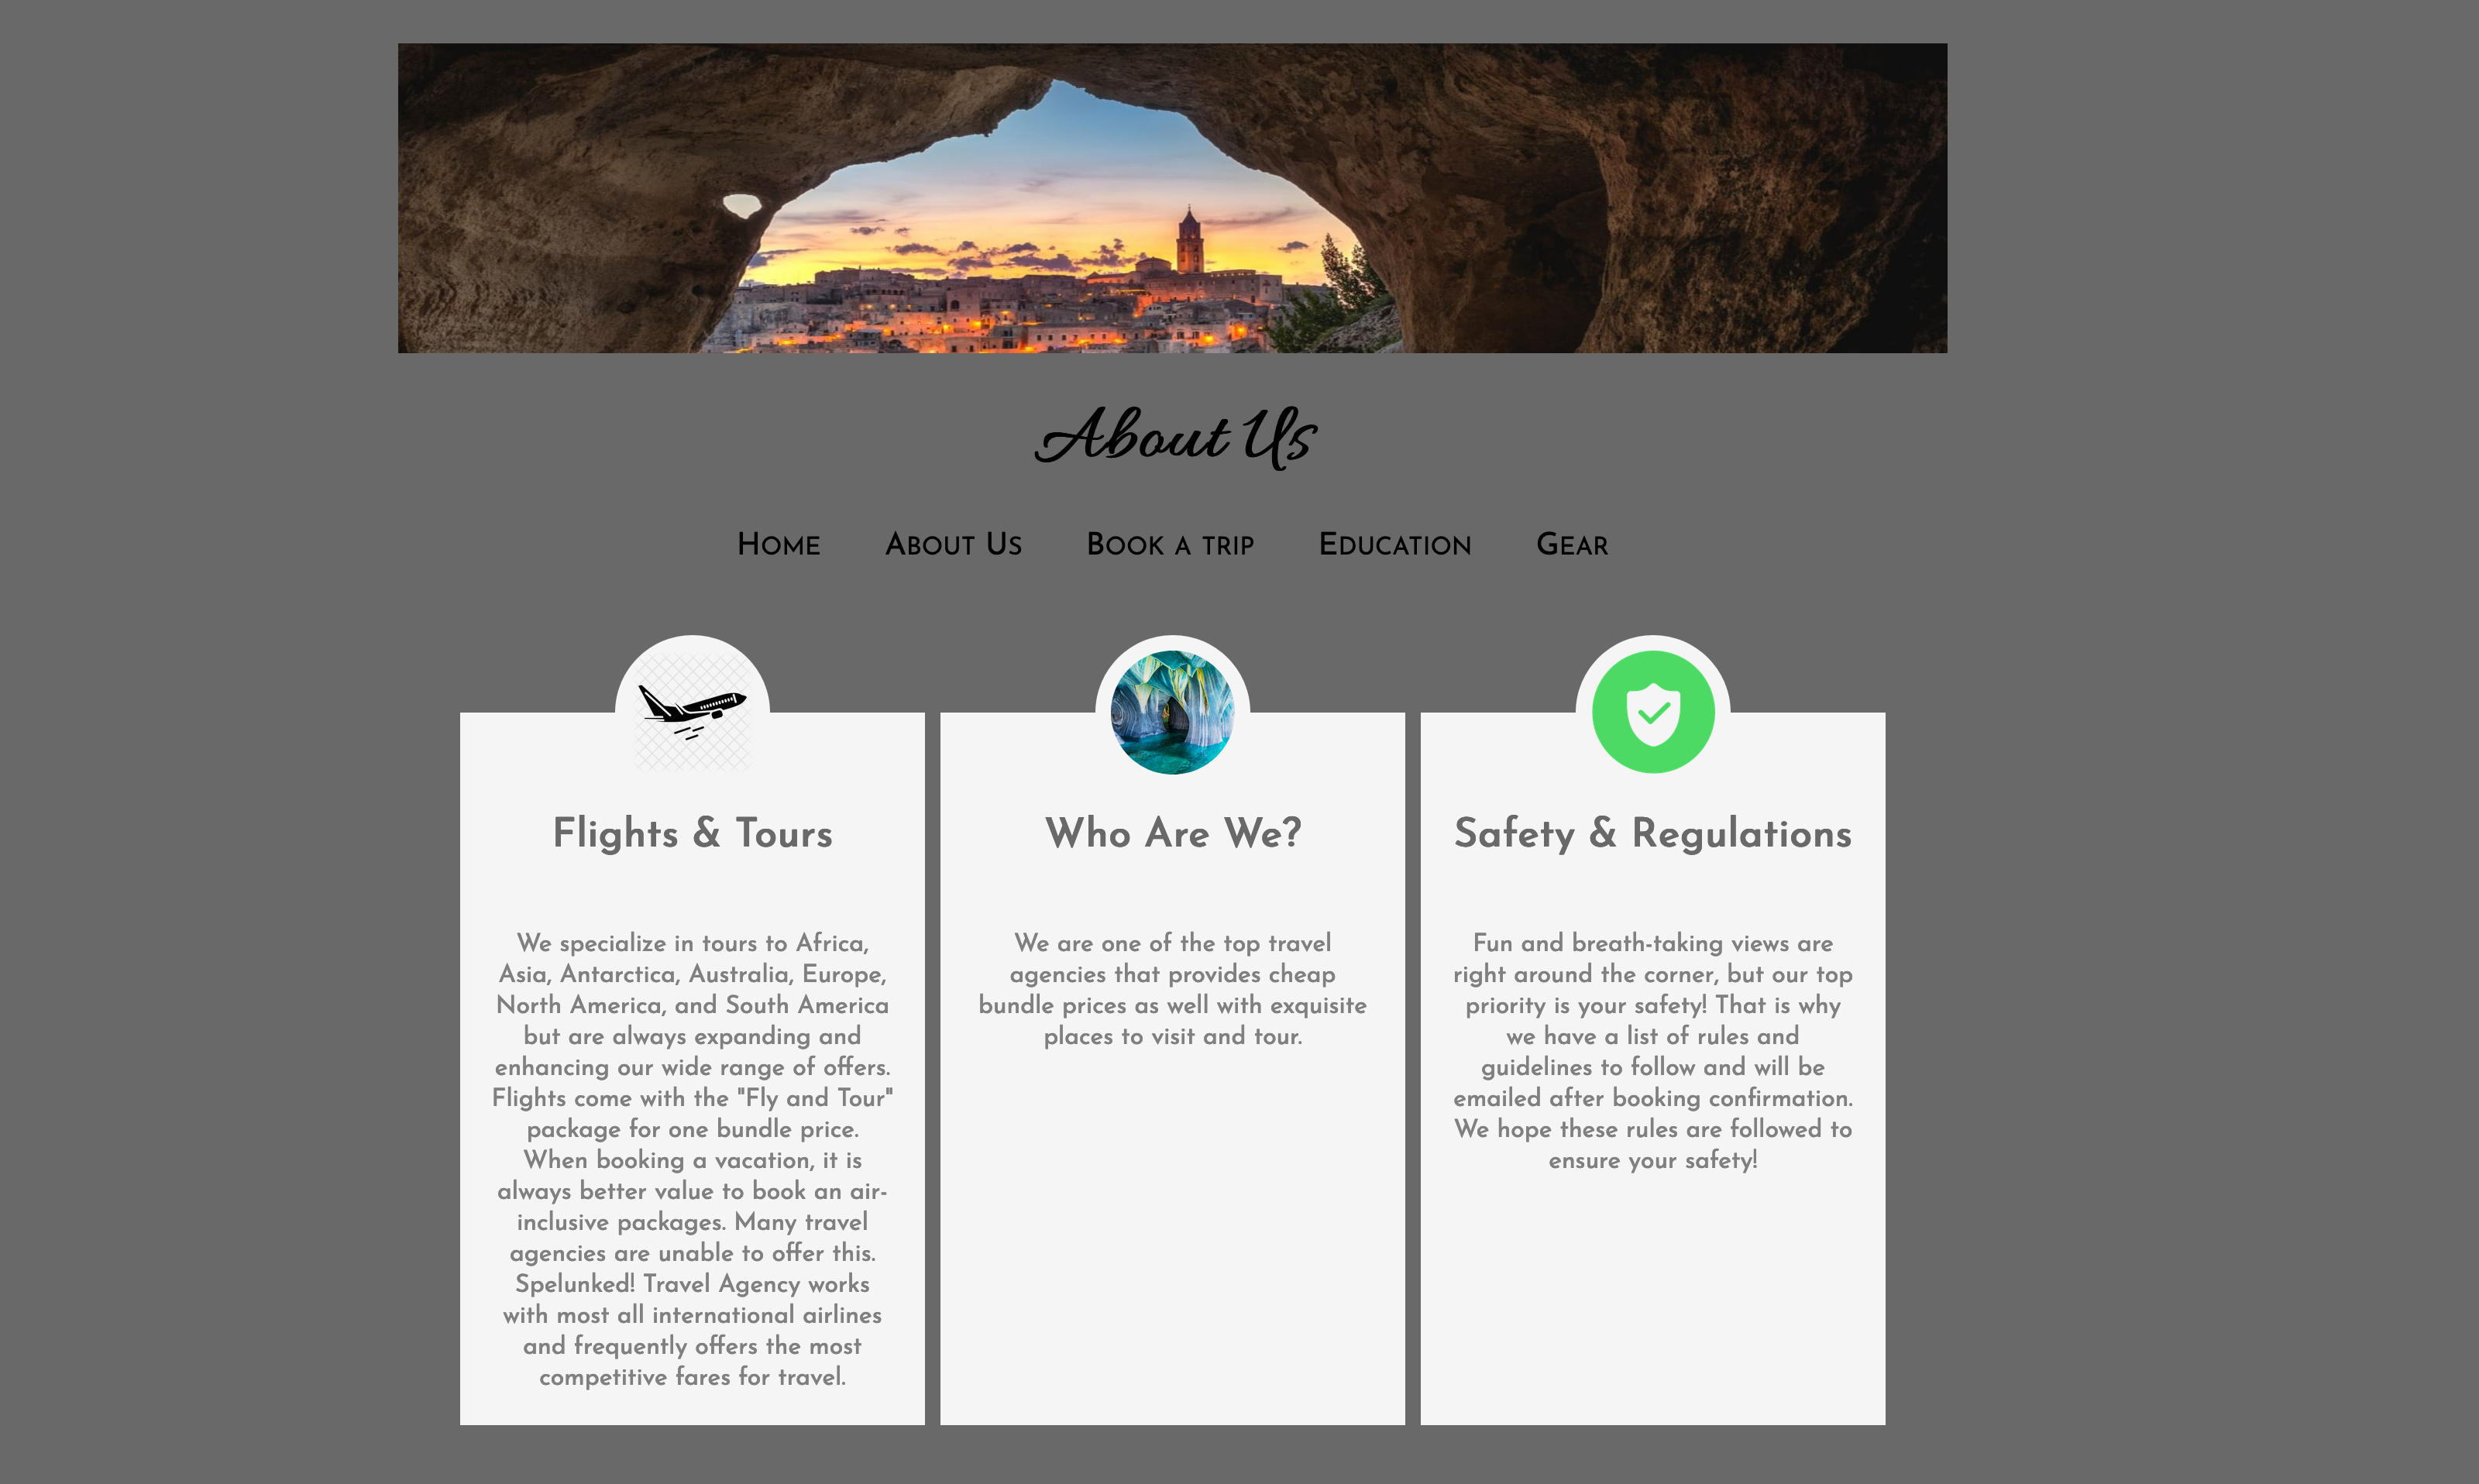 About Us
Home About Us Book a trip Education Gear
Flights & Tours
We specialize in tours to Africa,
Asia, Antarctica, Australia, Europe,
North America, and South America
but are always expanding and
enhancing our wide range of offers.
Flights come with the "Fly and Tour"
package for one bundle price.
When booking a vacation, it is
always better value to book an air-
inclusive packages. Many travel
agencies are unable to offer this.
Spelunked! Travel Agency works
with most all international airlines
and frequently offers the most
competitive fares for travel.
Who Are We?
We are one of the top travel
agencies that provides cheap
bundle prices as well with exquisite
places to visit and tour.
Safety & Regulations
Fun and breath-taking views are
right around the corner, but our top
priority is your safety! That is why
we have a list of rules and
guidelines to follow and will be
emailed after booking confirmation.
We hope these rules are followed to
ensure your safety!